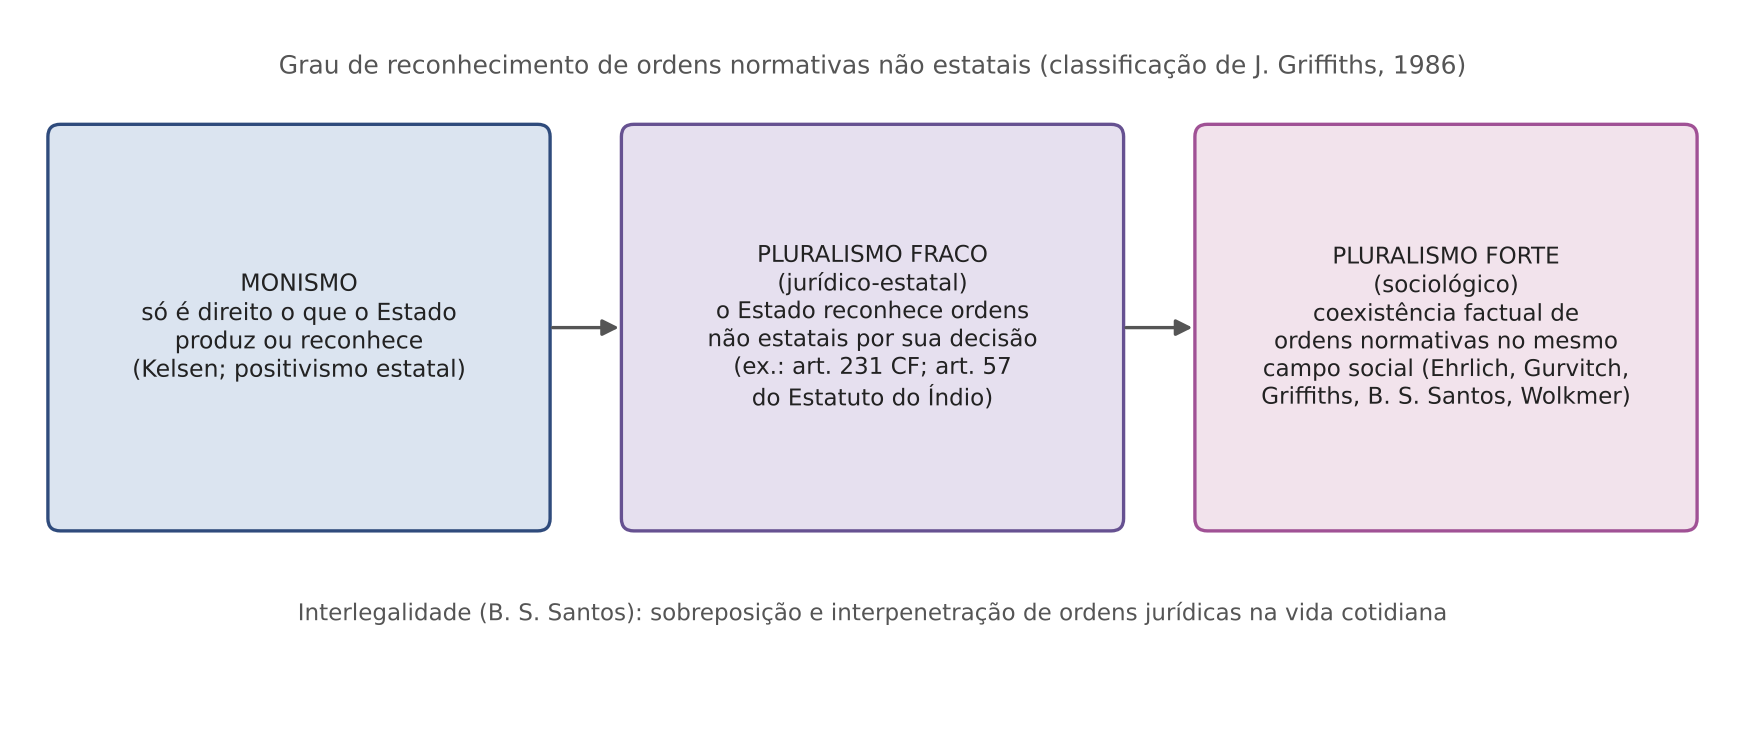 Grau de reconhecimento de ordens normativas não estatais (classificação de J. Griffiths, 1986)
MONISMO
só é direito o que o Estado
produz ou reconhece
(Kelsen; positivismo estatal)
PLURALISMO FRACO
(jurídico-estatal)
o Estado reconhece ordens
não estatais por sua decisão
(ex.: art. 231 CF; art. 57
do Estatuto do Índio)
PLURALISMO FORTE
(sociológico)
coexistência factual de
ordens normativas no mesmo
campo social (Ehrlich, Gurvitch,
Griffiths, B. S. Santos, Wolkmer)
Interlegalidade (B. S. Santos): sobreposição e interpenetração de ordens jurídicas na vida cotidiana